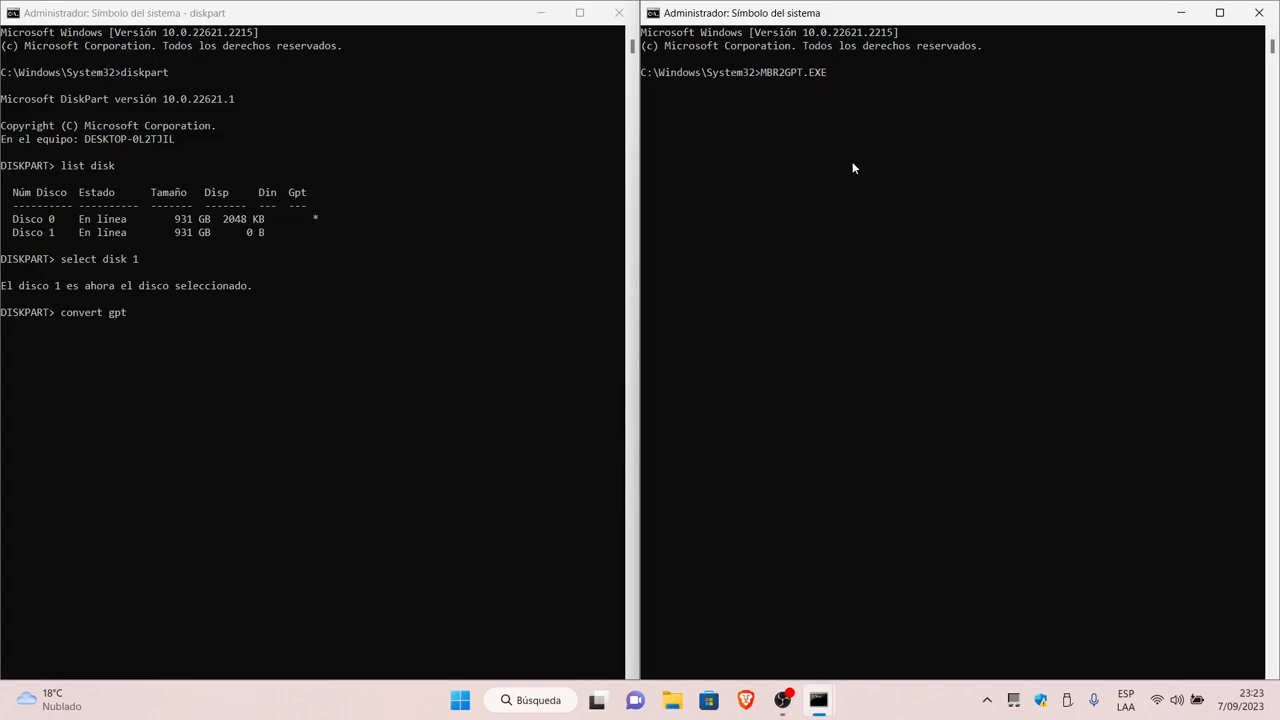 Administrador: Símbolo del sistema - diskpart
Microsoft Windows [Versión 10.0.22621.2215]
(c) Microsoft Corporation. Todos los derechos reservados.
C:\Windows\System32>diskpart
Microsoft DiskPart versión 10.0.22621.1
Copyright (C) Microsoft Corporation.
En el equipo: DESKTOP-0L2TJIL
DISKPART> list disk
Núm Disco  Estado      Tamaño   Disp     Din  Gpt
----------  ----------  -------  -------  ---  ---
Disco 0    En línea        931 GB  2048 KB        *
Disco 1    En línea        931 GB      0 B
DISKPART> select disk 1
El disco 1 es ahora el disco seleccionado.
DISKPART> convert gpt
Administrador: Símbolo del sistema
Microsoft Windows [Versión 10.0.22621.2215]
(c) Microsoft Corporation. Todos los derechos reservados.
C:\Windows\System32>MBR2GPT.EXE
18°C
Nublado
Búsqueda
ESP
LAA
23:23
7/09/2023